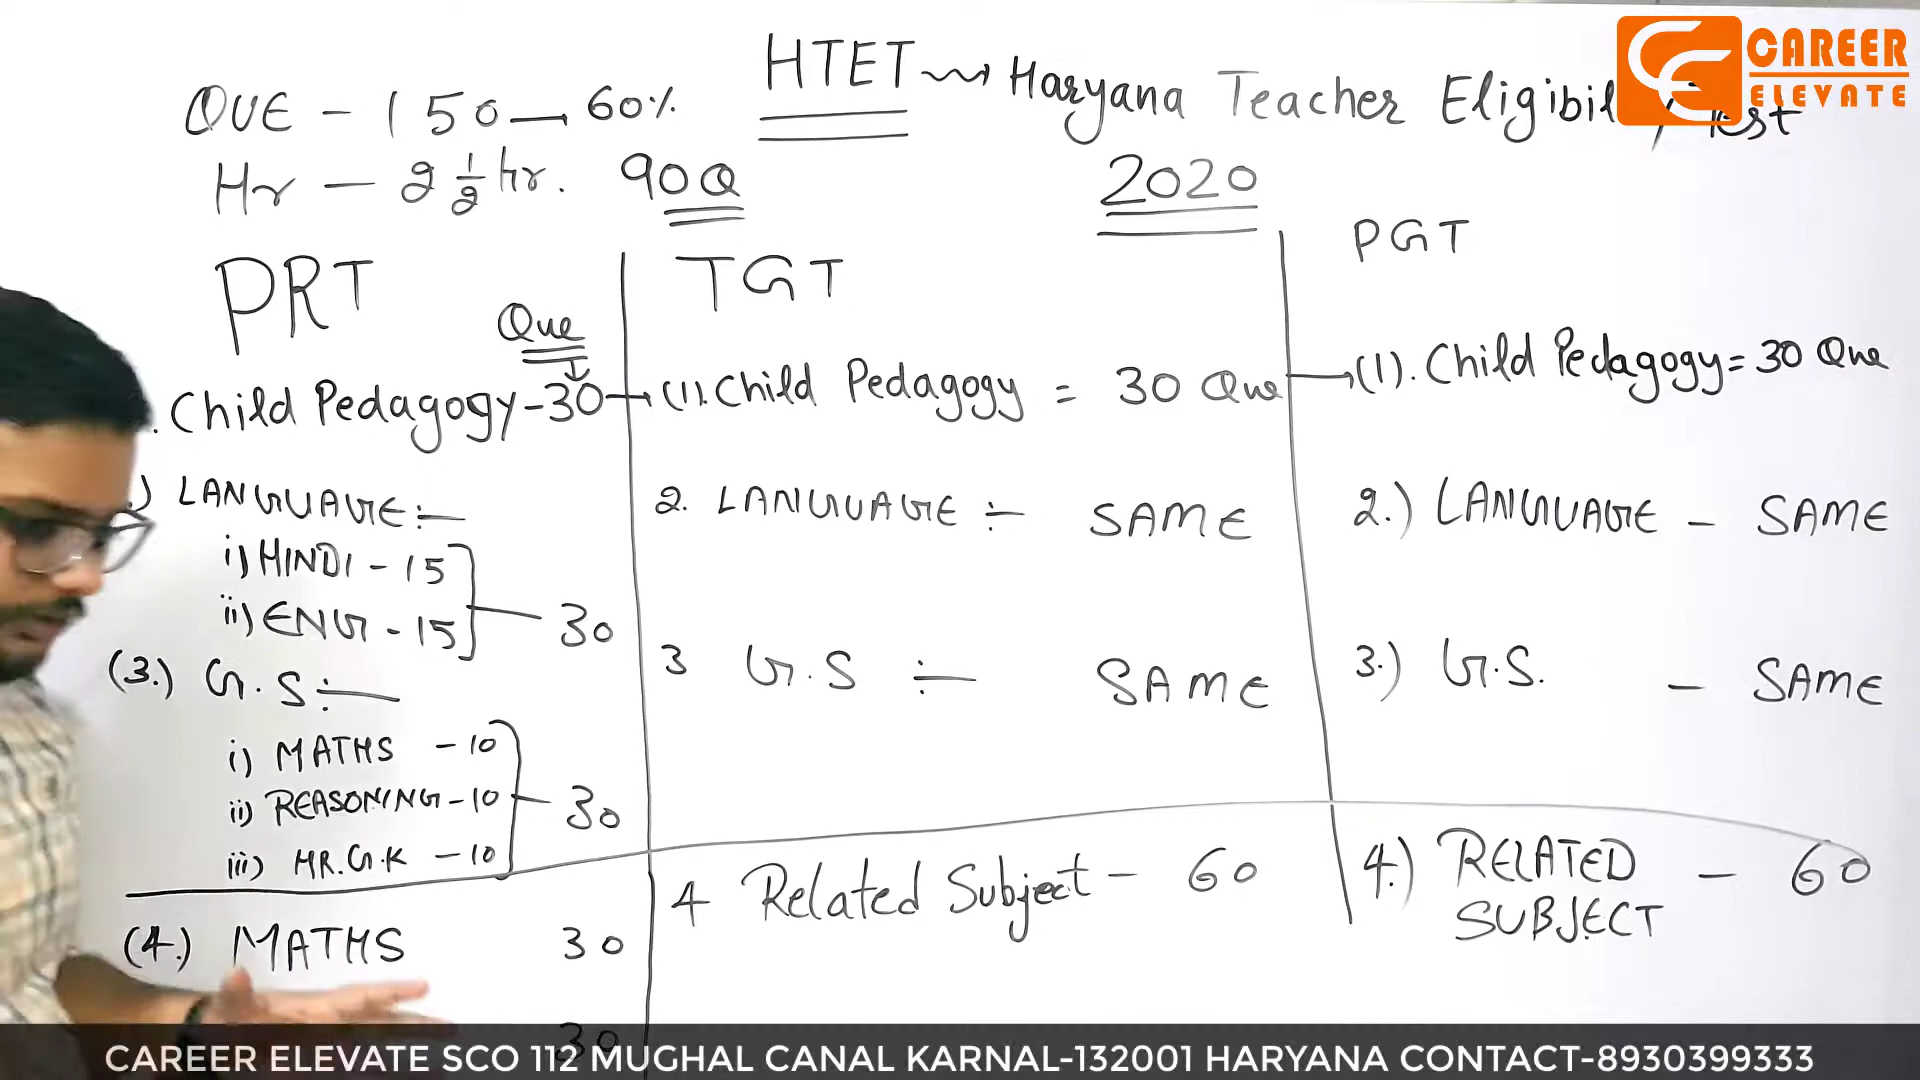 HTET → Haryana Teacher Eligibil Test
CAREER
ELEVATE
QUE - 150 → 60%
Hr - 2 1/2 hr. 90Q
2020
PRT
Que
Child Pedagogy - 30
) LANGUAGE :-
i) HINDI - 15
ii) ENG - 15
30
(3.) G.S :-
i) MATHS - 10
ii) REASONING - 10
iii) HR. G.K - 10
30
(4.) MATHS 30
30
TGT
(1). Child Pedagogy = 30 Que
2. LANGUAGE :- SAME
3 G.S :- SAME
4 Related Subject - 60
PGT
(1). Child Pedagogy = 30 Que
2.) LANGUAGE - SAME
3.) G.S. - SAME
4.) RELATED SUBJECT - 60
CAREER ELEVATE SCO 112 MUGHAL CANAL KARNAL-132001 HARYANA CONTACT-8930399333